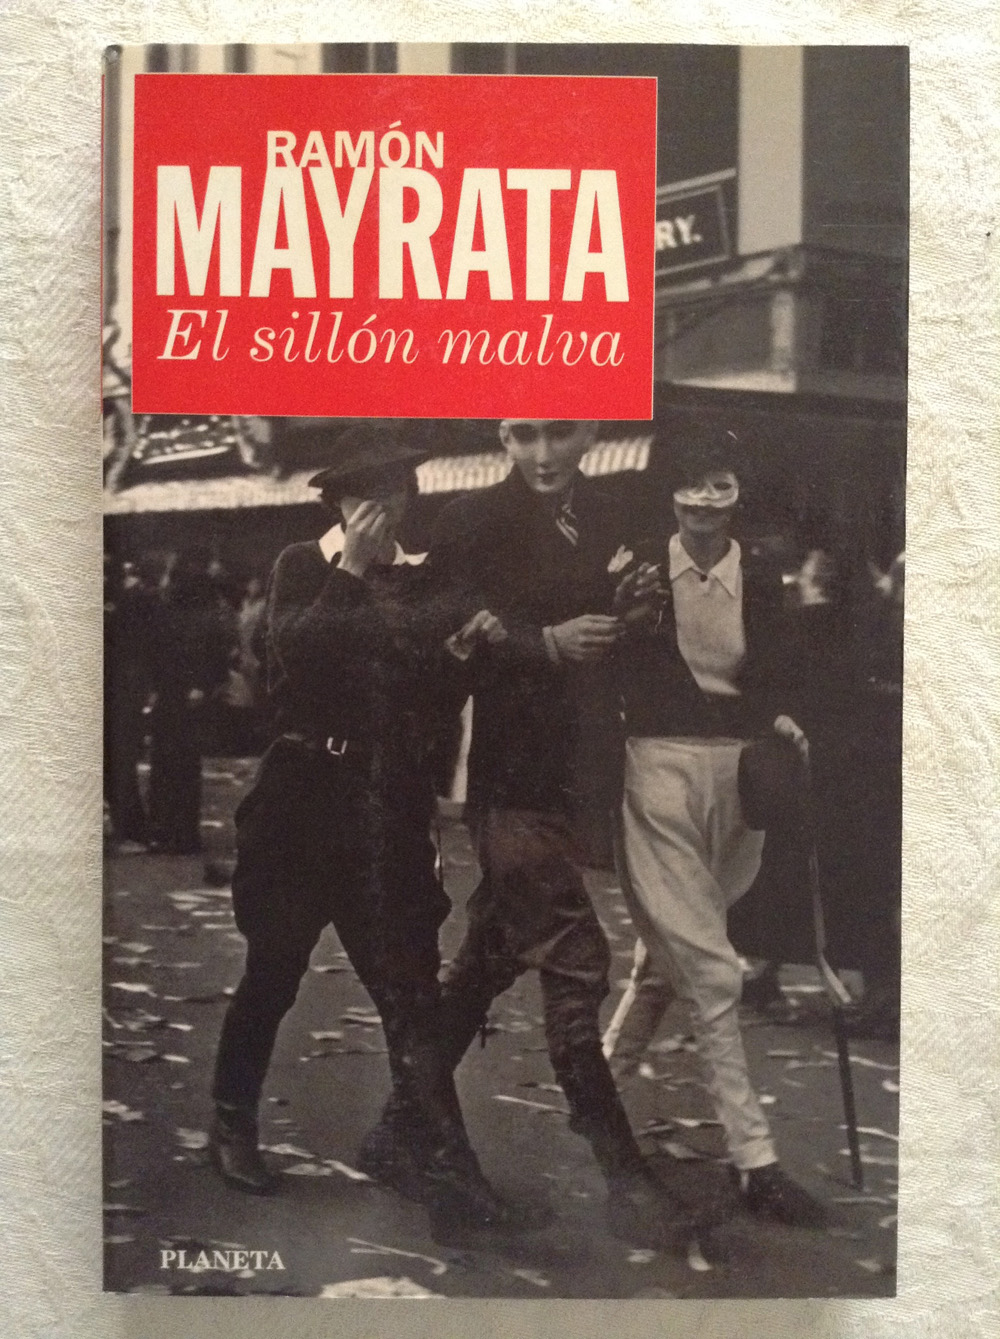 RAMÓN
MAYRATA
El sillón malva
RY.
PLANETA